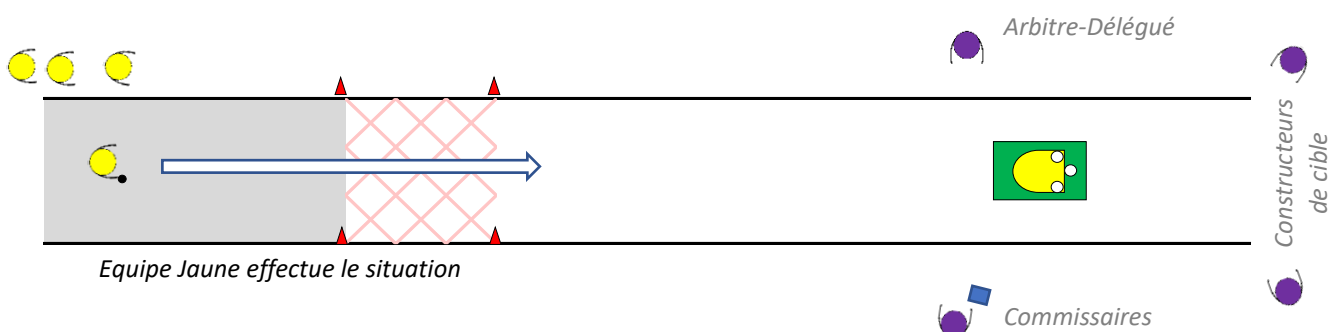 Arbitre-Délégué
Constructeurs
de cible
Equipe Jaune effectue le situation
Commissaires